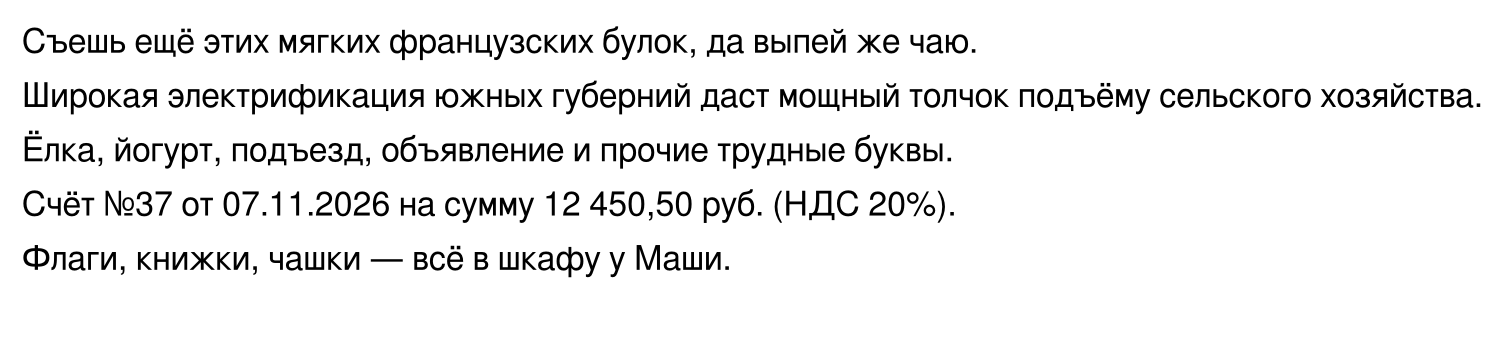 Съешь ещё этих мягких французских булок, да выпей же чаю.
Широкая электрификация южных губерний даст мощный толчок подъёму сельского хозяйства.
Ёлка, йогурт, подъезд, объявление и прочие трудные буквы.
Счёт №37 от 07.11.2026 на сумму 12 450,50 руб. (НДС 20%).
Флаги, книжки, чашки — всё в шкафу у Маши.